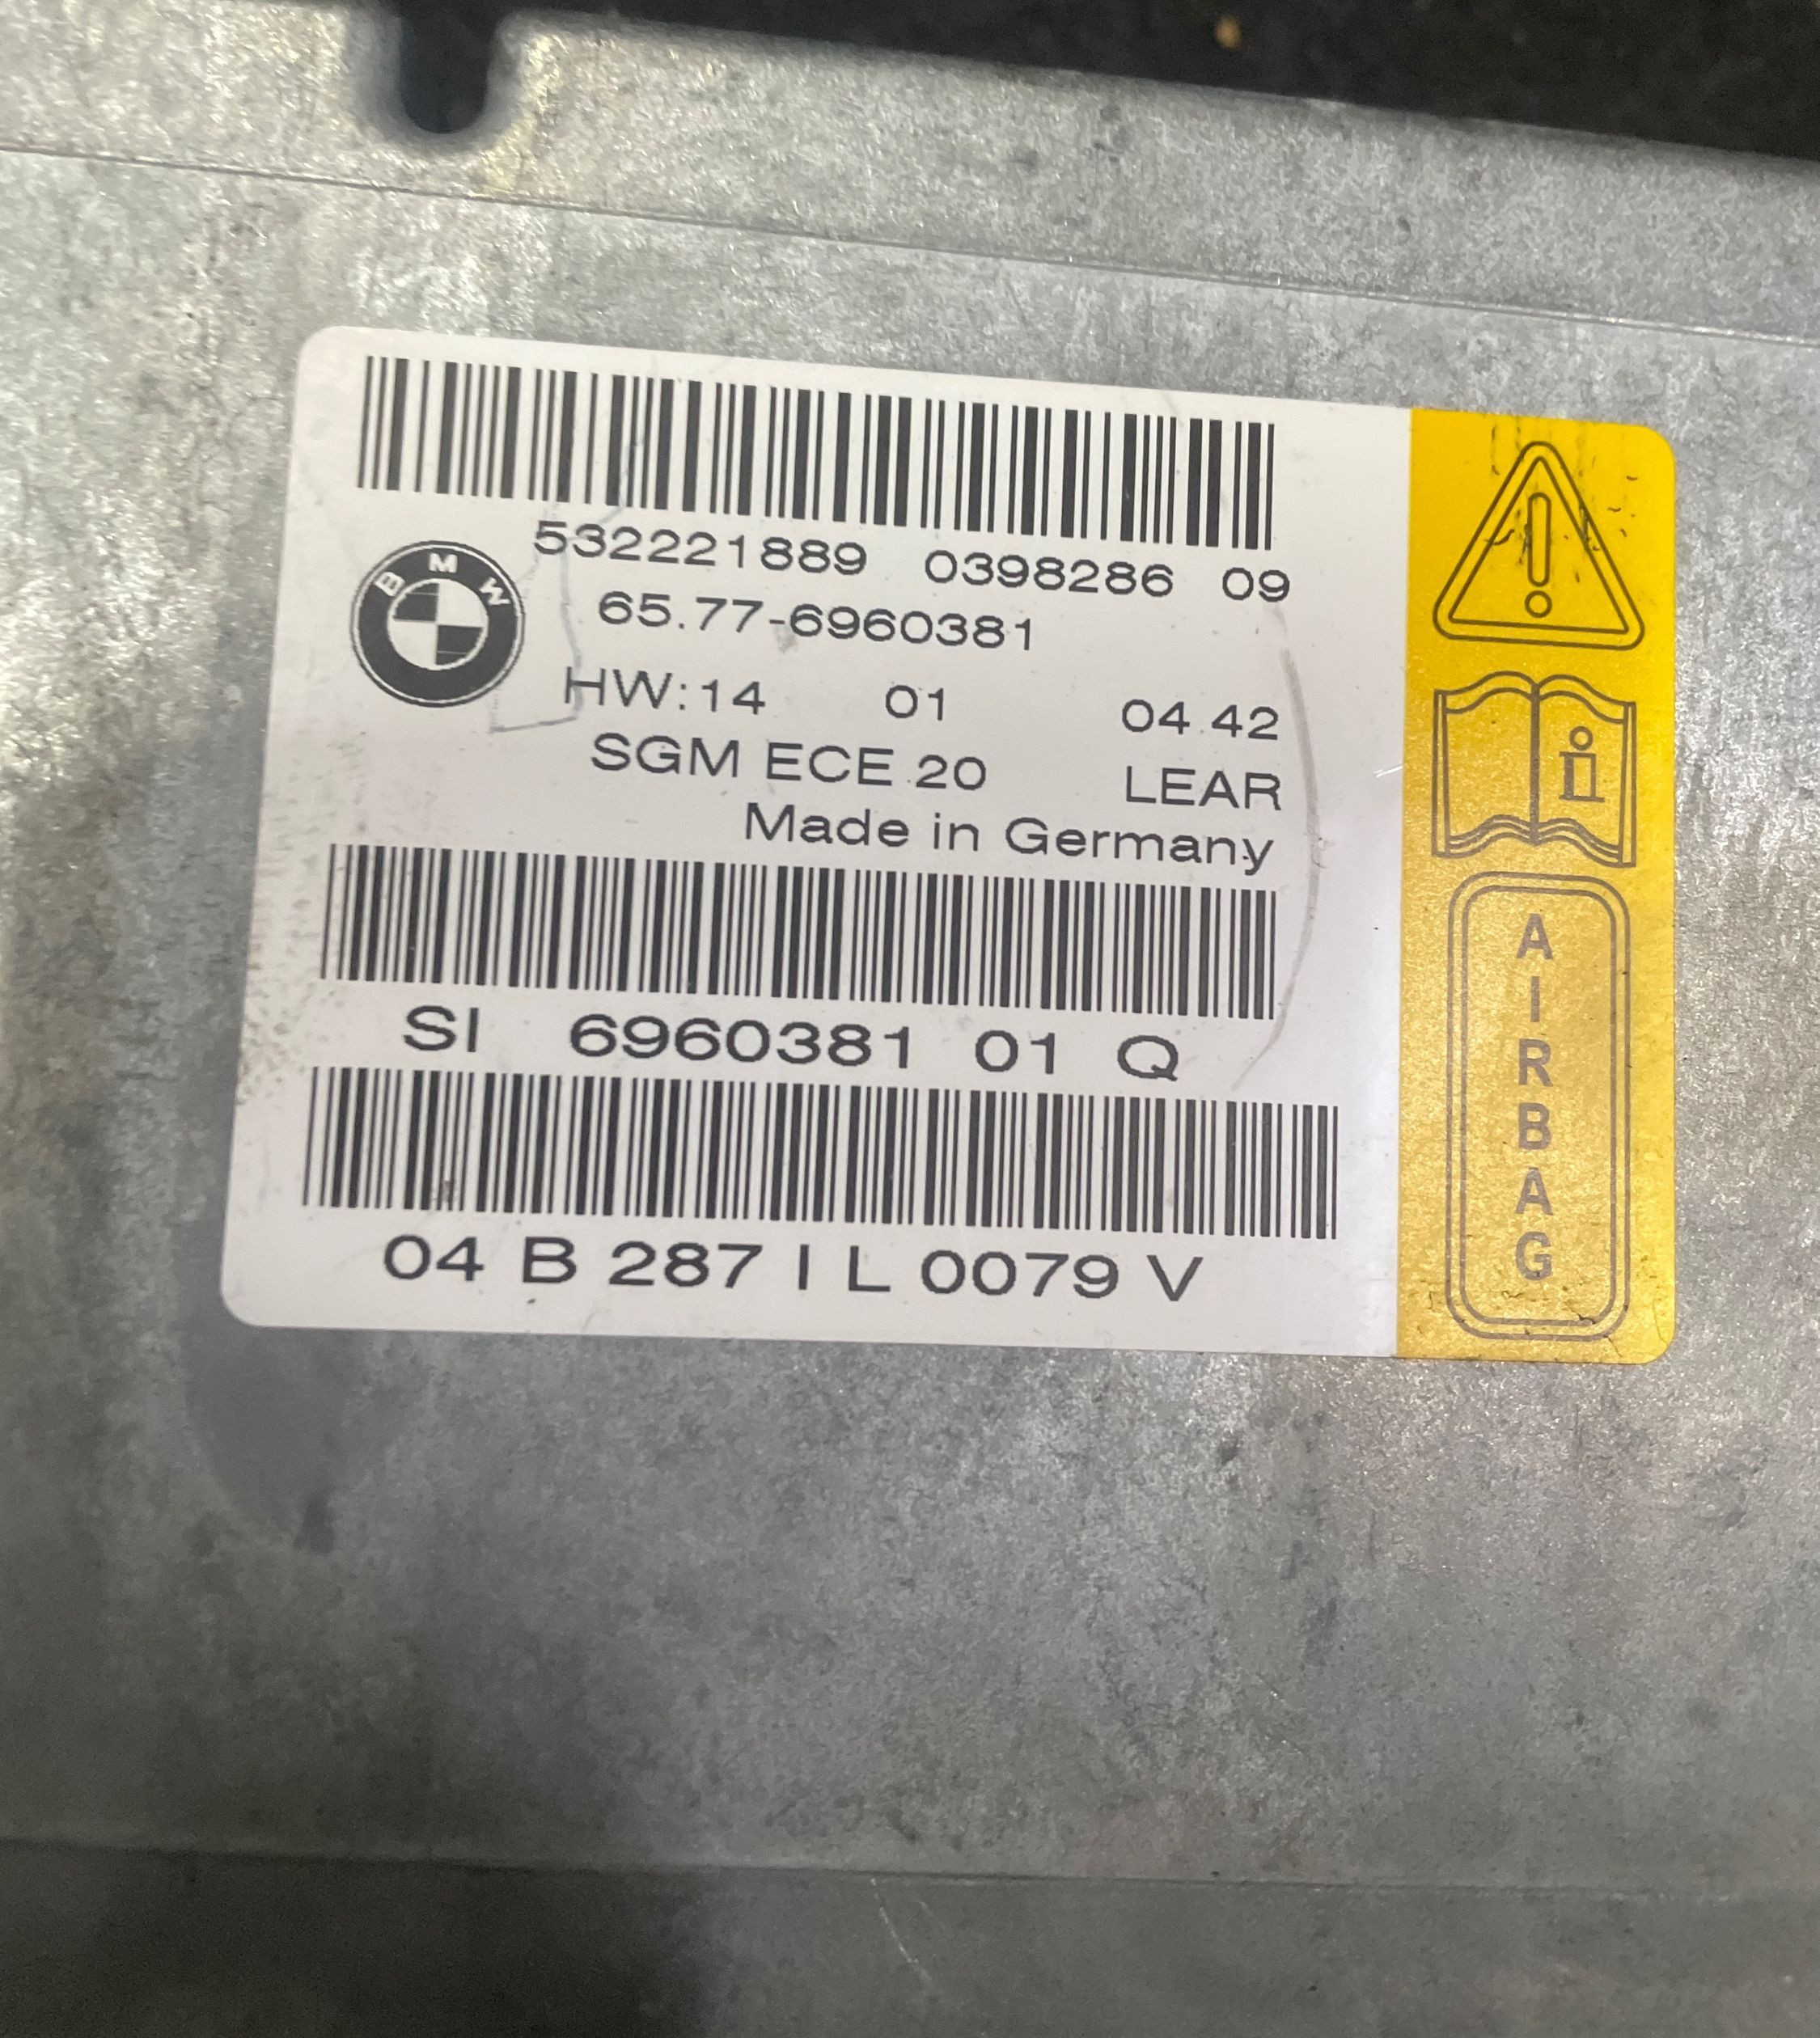 532221889 0398286 09
BMW
65.77-6960381
HW:14 01 04.42
SGM ECE 20 LEAR
Made in Germany
SI 6960381 01 Q
04 B 287 I L 0079 V
!
i
AIRBAG